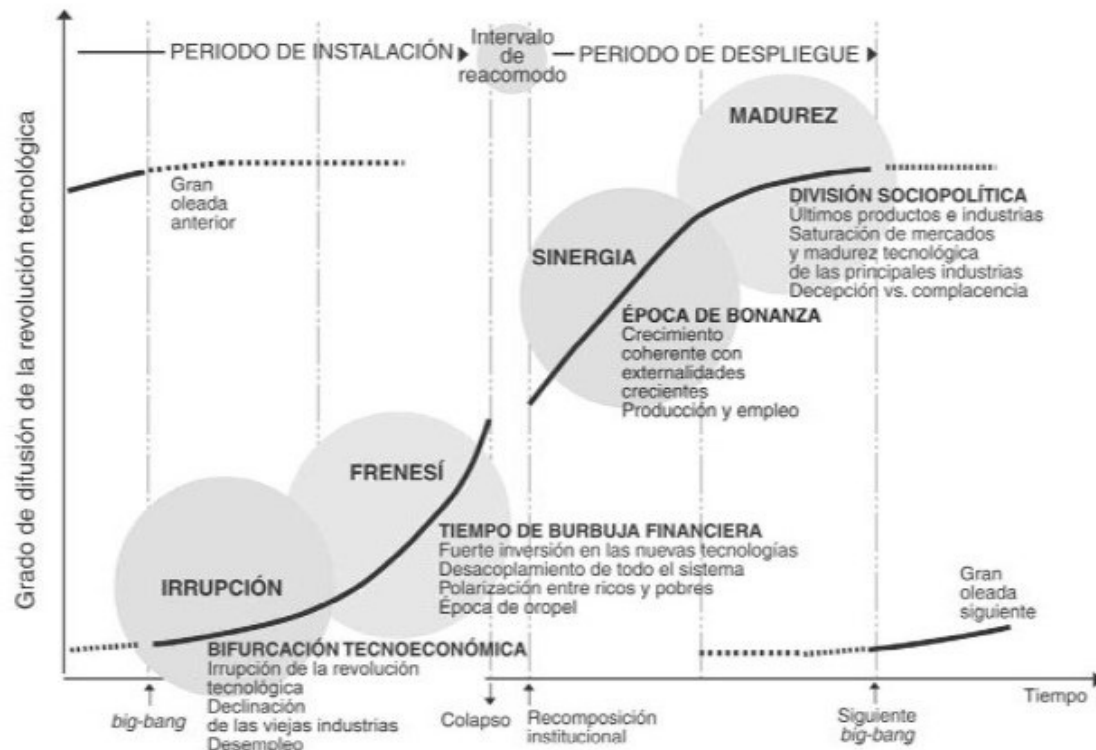 PERIODO DE INSTALACIÓN
Intervalo
de
reacomodo
PERIODO DE DESPLIEGUE
Grado de difusión de la revolución tecnológica
Gran
oleada
anterior
MADUREZ
DIVISIÓN SOCIOPOLÍTICA
Últimos productos e industrias
Saturación de mercados
y madurez tecnológica
de las principales industrias
Decepción vs. complacencia
SINERGIA
ÉPOCA DE BONANZA
Crecimiento
coherente con
externalidades
crecientes
Producción y empleo
FRENESÍ
TIEMPO DE BURBUJA FINANCIERA
Fuerte inversión en las nuevas tecnologías
Desacoplamiento de todo el sistema
Polarización entre ricos y pobres
Época de oropel
IRRUPCIÓN
BIFURCACIÓN TECNOECONÓMICA
Irrupción de la revolución
tecnológica
Declinación
de las viejas industrias
Desempleo
Gran
oleada
siguiente
Tiempo
big-bang
Colapso
Recomposición
institucional
Siguiente
big-bang